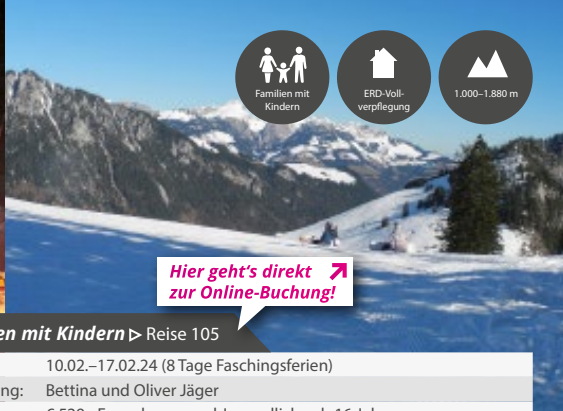 Familien mit
Kindern
ERD-Voll-
verpflegung
1.000–1.880 m
Hier geht's direkt
zur Online-Buchung!
en mit Kindern ▷ Reise 105
10.02.–17.02.24 (8 Tage Faschingsferien)
ng: Bettina und Oliver Jäger